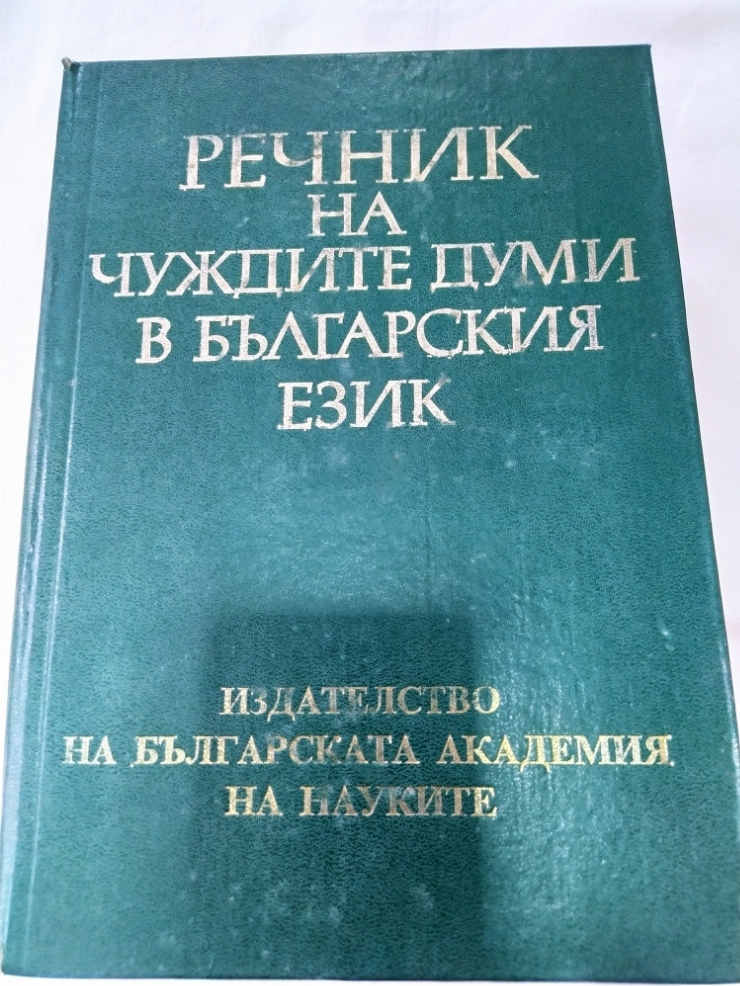 РЕЧНИК
НА
ЧУЖДИТЕ ДУМИ
В БЪЛГАРСКИЯ
ЕЗИК
ИЗДАТЕЛСТВО
НА БЪЛГАРСКАТА АКАДЕМИЯ
НА НАУКИТЕ